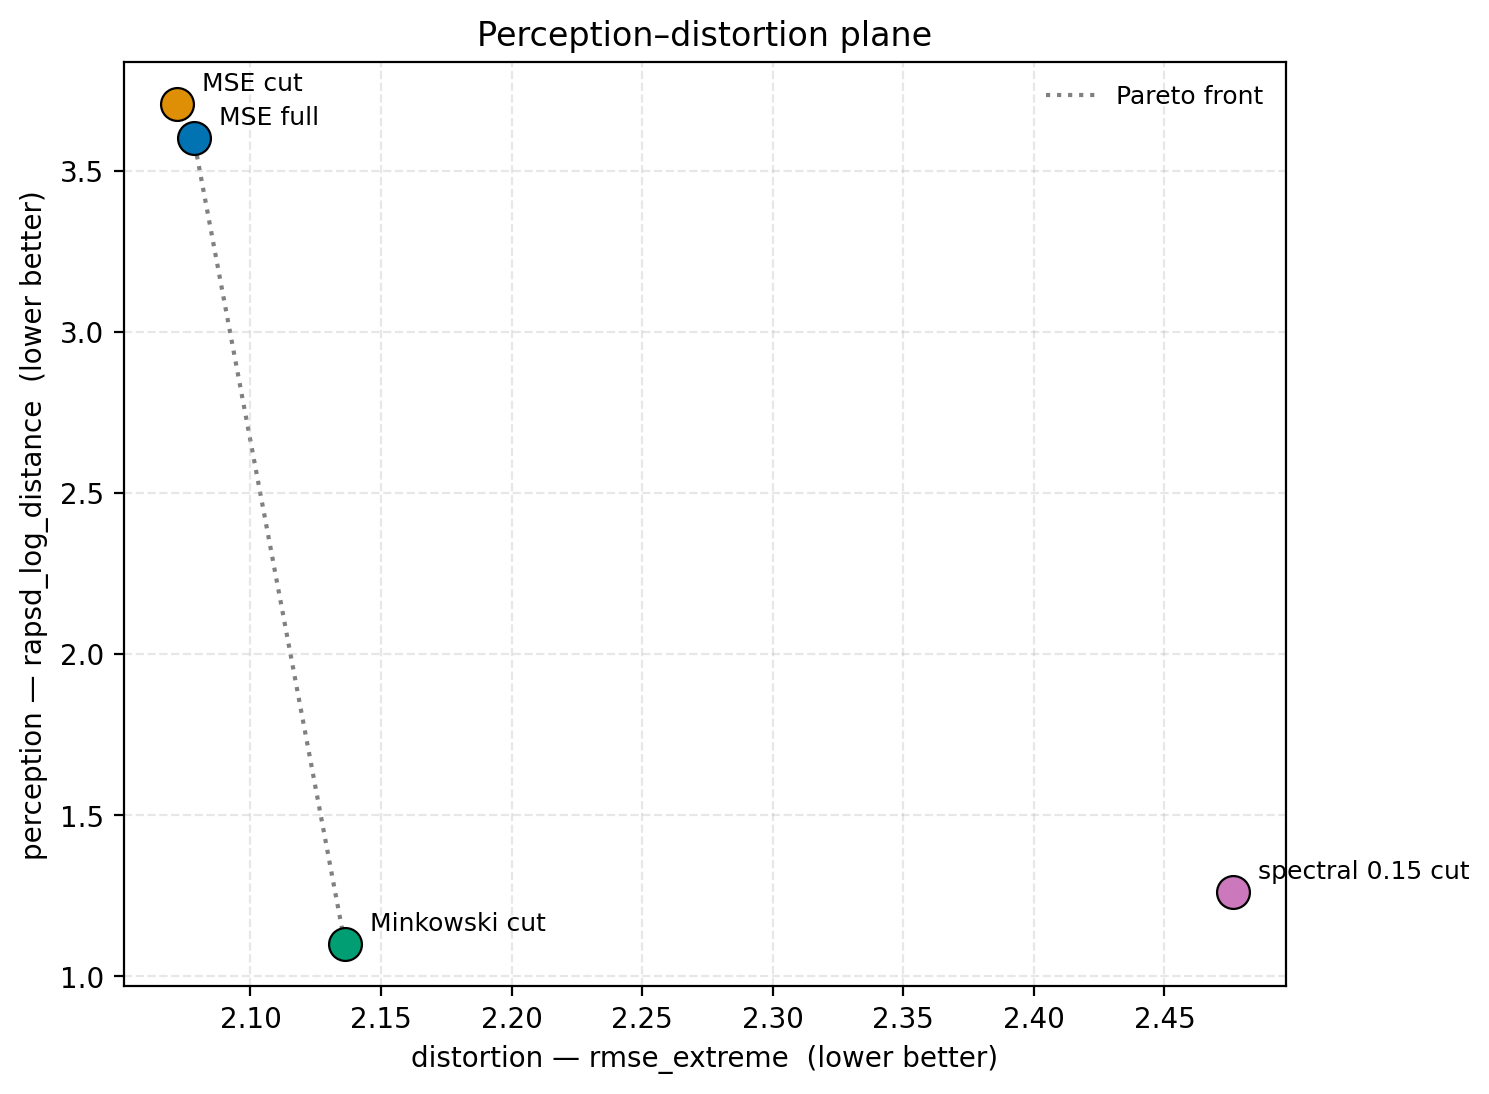 Perception–distortion plane
MSE cut
MSE full
Pareto front
3.5
3.0
2.5
2.0
1.5
1.0
perception — rapsd_log_distance (lower better)
spectral 0.15 cut
Minkowski cut
2.10 2.15 2.20 2.25 2.30 2.35 2.40 2.45
distortion — rmse_extreme (lower better)